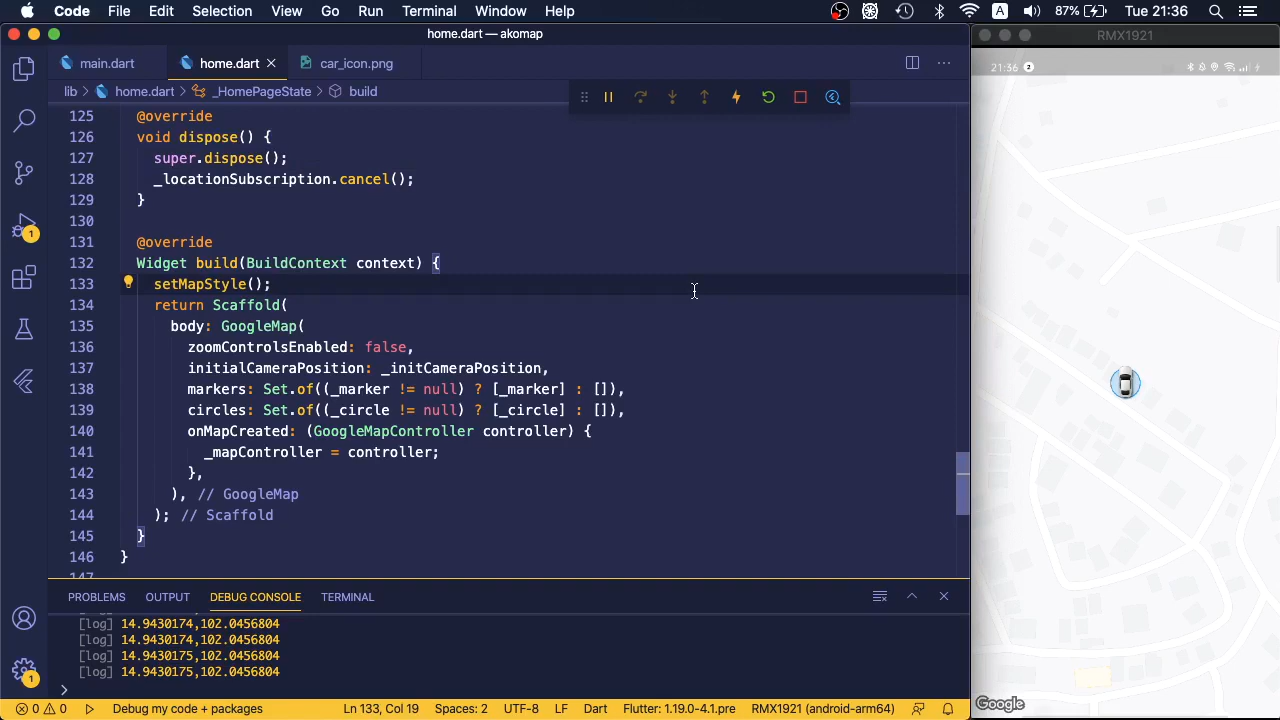 Code File Edit Selection View Go Run Terminal Window Help A 87% Tue 21:36
home.dart — akomap
RMX1921
main.dart home.dart car_icon.png
21:36 2
lib home.dart _HomePageState build
125 @override
126 void dispose() {
127 super.dispose();
128 _locationSubscription.cancel();
129 }
130
131 @override
132 Widget build(BuildContext context) {
133 setMapStyle();
134 return Scaffold(
135 body: GoogleMap(
136 zoomControlsEnabled: false,
137 initialCameraPosition: _initCameraPosition,
138 markers: Set.of((_marker != null) ? [_marker] : []),
139 circles: Set.of((_circle != null) ? [_circle] : []),
140 onMapCreated: (GoogleMapController controller) {
141 _mapController = controller;
142 },
143 ), // GoogleMap
144 ); // Scaffold
145 }
146 }
147
1
PROBLEMS OUTPUT DEBUG CONSOLE TERMINAL
[log] 14.9430174,102.0456804
[log] 14.9430174,102.0456804
[log] 14.9430175,102.0456804
[log] 14.9430175,102.0456804
1
Google
0 0 Debug my code + packages Ln 133, Col 19 Spaces: 2 UTF-8 LF Dart Flutter: 1.19.0-4.1.pre RMX1921 (android-arm64)